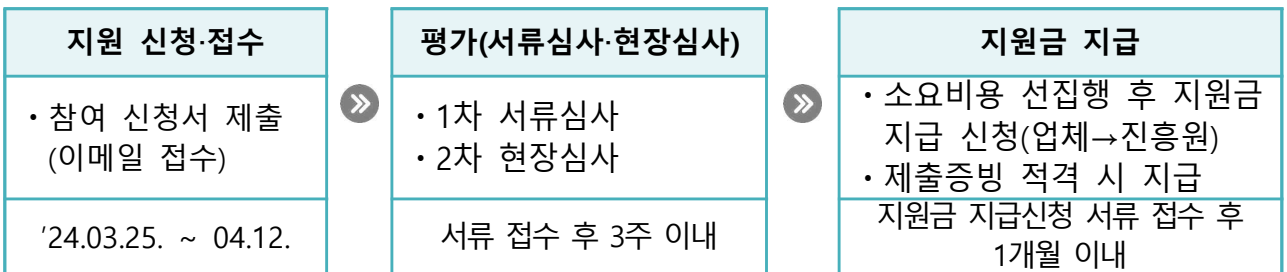 지원 신청·접수
・참여 신청서 제출
(이메일 접수)
'24.03.25. ~ 04.12.
평가(서류심사·현장심사)
・1차 서류심사
・2차 현장심사
서류 접수 후 3주 이내
지원금 지급
・소요비용 선집행 후 지원금
지급 신청(업체→진흥원)
・제출증빙 적격 시 지급
지원금 지급신청 서류 접수 후
1개월 이내